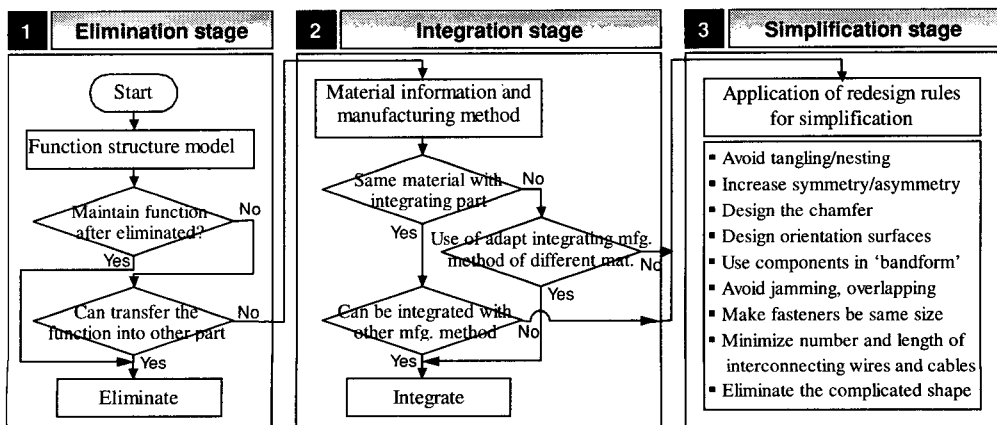 1 Elimination stage
Start
Function structure model
Maintain function
after eliminated?
No
Yes
Can transfer the
function into other part
No
Yes
Eliminate
2 Integration stage
Material information and
manufacturing method
Same material with
integrating part
No
Yes
Use of adapt integrating mfg.
method of different mat.
No
Yes
Can be integrated with
other mfg. method
No
Yes
Integrate
3 Simplification stage
Application of redesign rules
for simplification
▪ Avoid tangling/nesting
▪ Increase symmetry/asymmetry
▪ Design the chamfer
▪ Design orientation surfaces
▪ Use components in ‘bandform’
▪ Avoid jamming, overlapping
▪ Make fasteners be same size
▪ Minimize number and length of
interconnecting wires and cables
▪ Eliminate the complicated shape